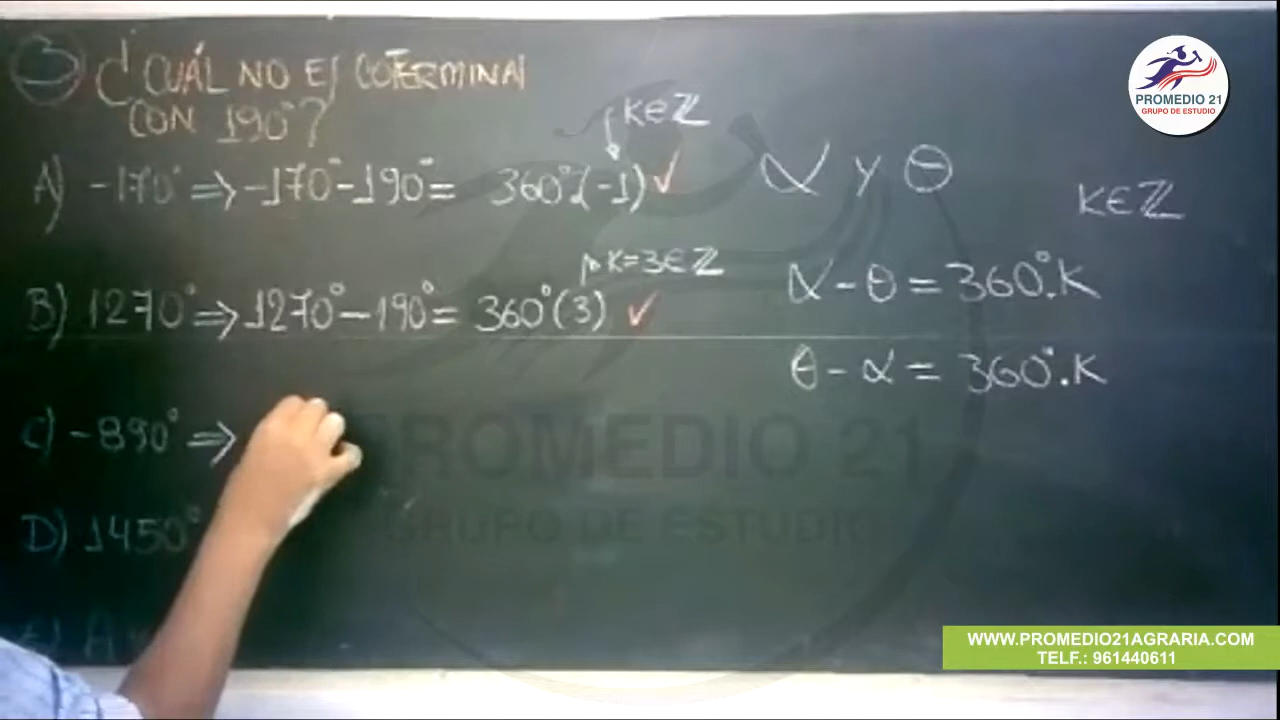 3 ¿ CUÁL NO ES COTERMINAL
CON 190°?
K∈ℤ
A) -170° ⇒ -170°-190°= 360°(-1) ✓
K=3∈ℤ
B) 1270° ⇒ 1270°-190°= 360°(3) ✓
C) -890° ⇒
D) 1450°
α y θ
K∈ℤ
α - θ = 360°.K
θ - α = 360°.K
PROMEDIO 21
GRUPO DE ESTUDIO
PROMEDIO 21
GRUPO DE ESTUDIO
WWW.PROMEDIO21AGRARIA.COM
TELF.: 961440611